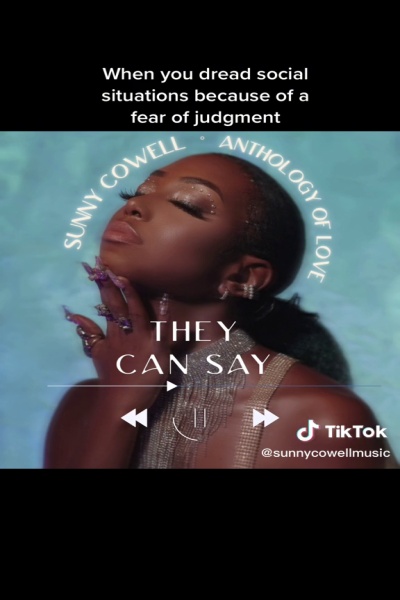 When you dread social
situations because of a
fear of judgment
SUNNY COWELL • ANTHOLOGY OF LOVE
THEY
CAN SAY
TikTok
@sunnycowellmusic